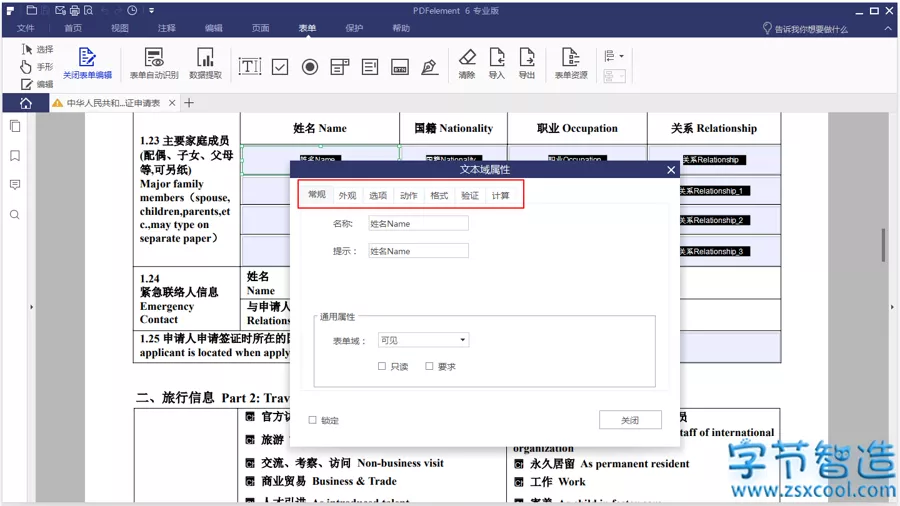 PDFelement 6 专业版
文件 首页 视图 注释 编辑 页面 表单 保护 帮助 告诉我你想要做什么
选择
手形
编辑
关闭表单编辑 表单自动识别 数据提取 清除 导入 导出 表单资源
中华人民共和...证申请表
姓名 Name 国籍 Nationality 职业 Occupation 关系 Relationship
1.23 主要家庭成员
(配偶、子女、父母
等,可另纸)
Major family
members（spouse,
children,parents,et
c.,may type on
separate paper）
姓名Name 国籍Nationality 职业Occupation 关系Relationship
关系Relationship_1
关系Relationship_2
关系Relationship_3
文本域属性
常规 外观 选项 动作 格式 验证 计算
名称: 姓名Name
提示： 姓名Name
通用属性
表单域： 可见
只读 要求
锁定 关闭
1.24
紧急联络人信息
Emergency
Contact
姓名
Name
与申请人
Relations
1.25 申请人申请签证时所在的
applicant is located when apply
二、旅行信息 Part 2: Trav
官方访
旅游
交流、考察、访问 Non-business visit
商业贸易 Business & Trade
人才引进 As introduced talent
员
staff of international
organization
永久居留 As permanent resident
工作 Work
字节智造
www.zsxcool.com